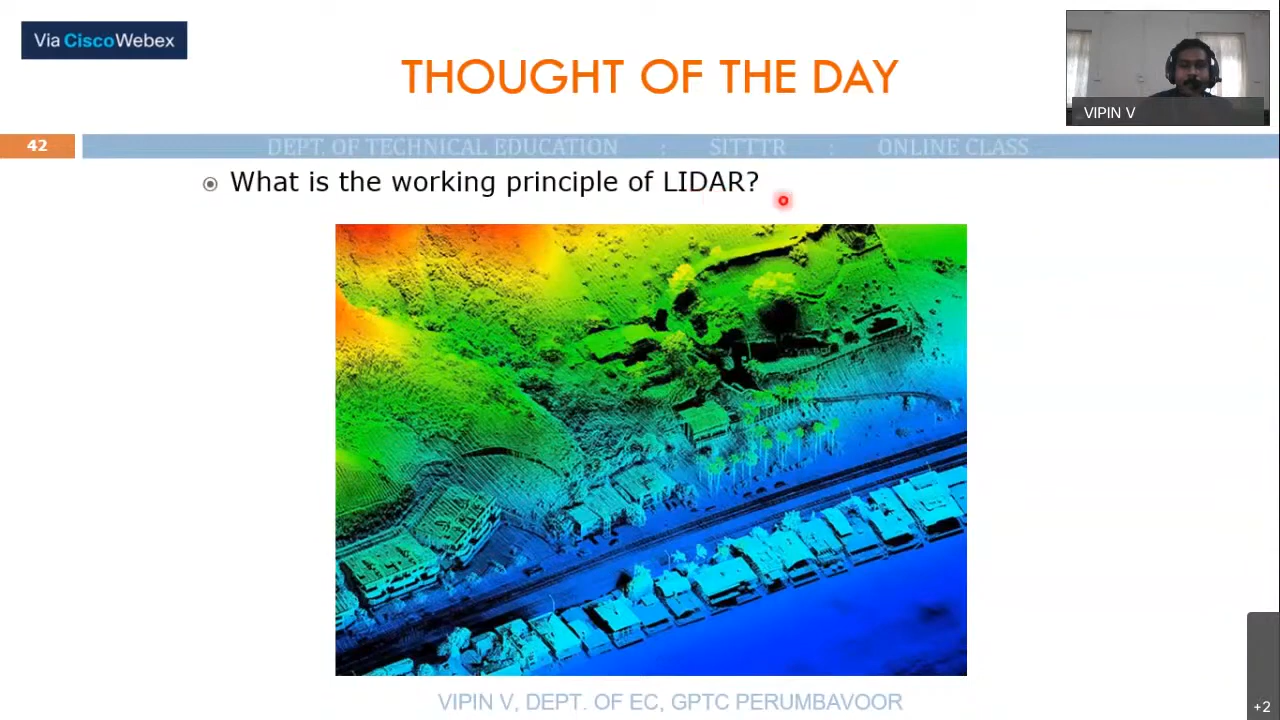 Via CiscoWebex
THOUGHT OF THE DAY
VIPIN V
42
DEPT. OF TECHNICAL EDUCATION : SITTTR : ONLINE CLASS
What is the working principle of LIDAR?
VIPIN V, DEPT. OF EC, GPTC PERUMBAVOOR
+2